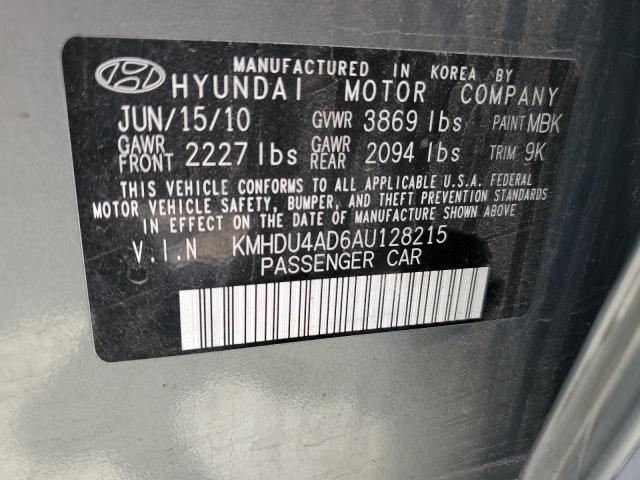 MANUFACTURED IN KOREA BY
HYUNDAI MOTOR COMPANY
JUN/15/10 GVWR 3869 lbs PAINT MBK
GAWR FRONT 2227 lbs GAWR REAR 2094 lbs TRIM 9K
THIS VEHICLE CONFORMS TO ALL APPLICABLE U.S.A. FEDERAL
MOTOR VEHICLE SAFETY, BUMPER, AND THEFT PREVENTION STANDARDS
IN EFFECT ON THE DATE OF MANUFACTURE SHOWN ABOVE
V.I.N KMHDU4AD6AU128215
PASSENGER CAR